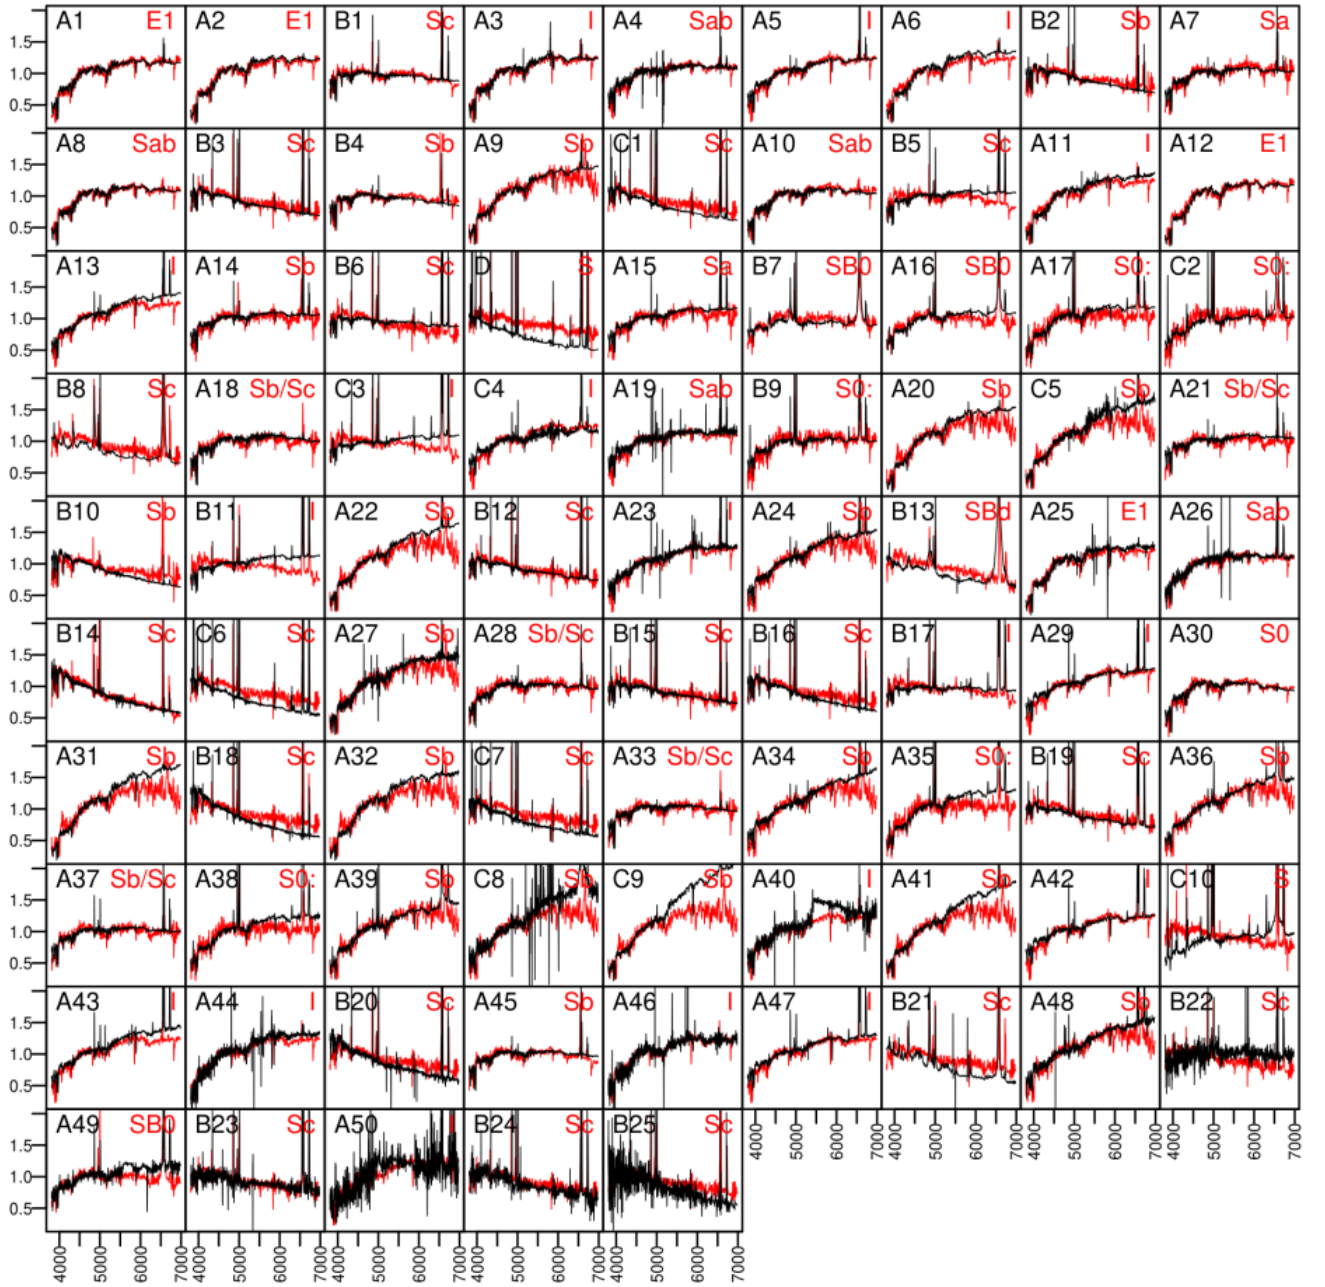 A1 E1 A2 E1 B1 Sc A3 I A4 Sab A5 I A6 I B2 Sb A7 Sa
1.5
1.0
0.5
A8 Sab B3 Sc B4 Sb A9 Sb C1 Sc A10 Sab B5 Sc A11 I A12 E1
1.5
1.0
0.5
A13 I A14 Sb B6 Sc D S A15 Sa B7 SB0 A16 SB0 A17 S0: C2 S0:
1.5
1.0
0.5
B8 Sc A18 Sb/Sc C3 I C4 I A19 Sab B9 S0: A20 Sb C5 Sb A21 Sb/Sc
1.5
1.0
0.5
B10 Sb B11 I A22 Sb B12 Sc A23 I A24 Sb B13 SBd A25 E1 A26 Sab
1.5
1.0
0.5
B14 Sc C6 Sc A27 Sb A28 Sb/Sc B15 Sc B16 Sc B17 I A29 I A30 S0
1.5
1.0
0.5
A31 Sb B18 Sc A32 Sb C7 Sc A33 Sb/Sc A34 Sb A35 S0: B19 Sc A36 Sb
1.5
1.0
0.5
A37 Sb/Sc A38 S0: A39 Sb C8 Sb C9 Sb A40 I A41 Sb A42 I C10 S
1.5
1.0
0.5
A43 I A44 I B20 Sc A45 Sb A46 I A47 I B21 Sc A48 Sb B22 Sc
1.5
1.0
0.5
A49 SB0 B23 Sc A50 I B24 Sc B25 Sc
4000 5000 6000 7000 4000 5000 6000 7000 4000 5000 6000 7000 4000 5000 6000 700
1.5
1.0
0.5
4000 5000 6000 7000 4000 5000 6000 7000 4000 5000 6000 7000 4000 5000 6000 7000 4000 5000 6000 7000